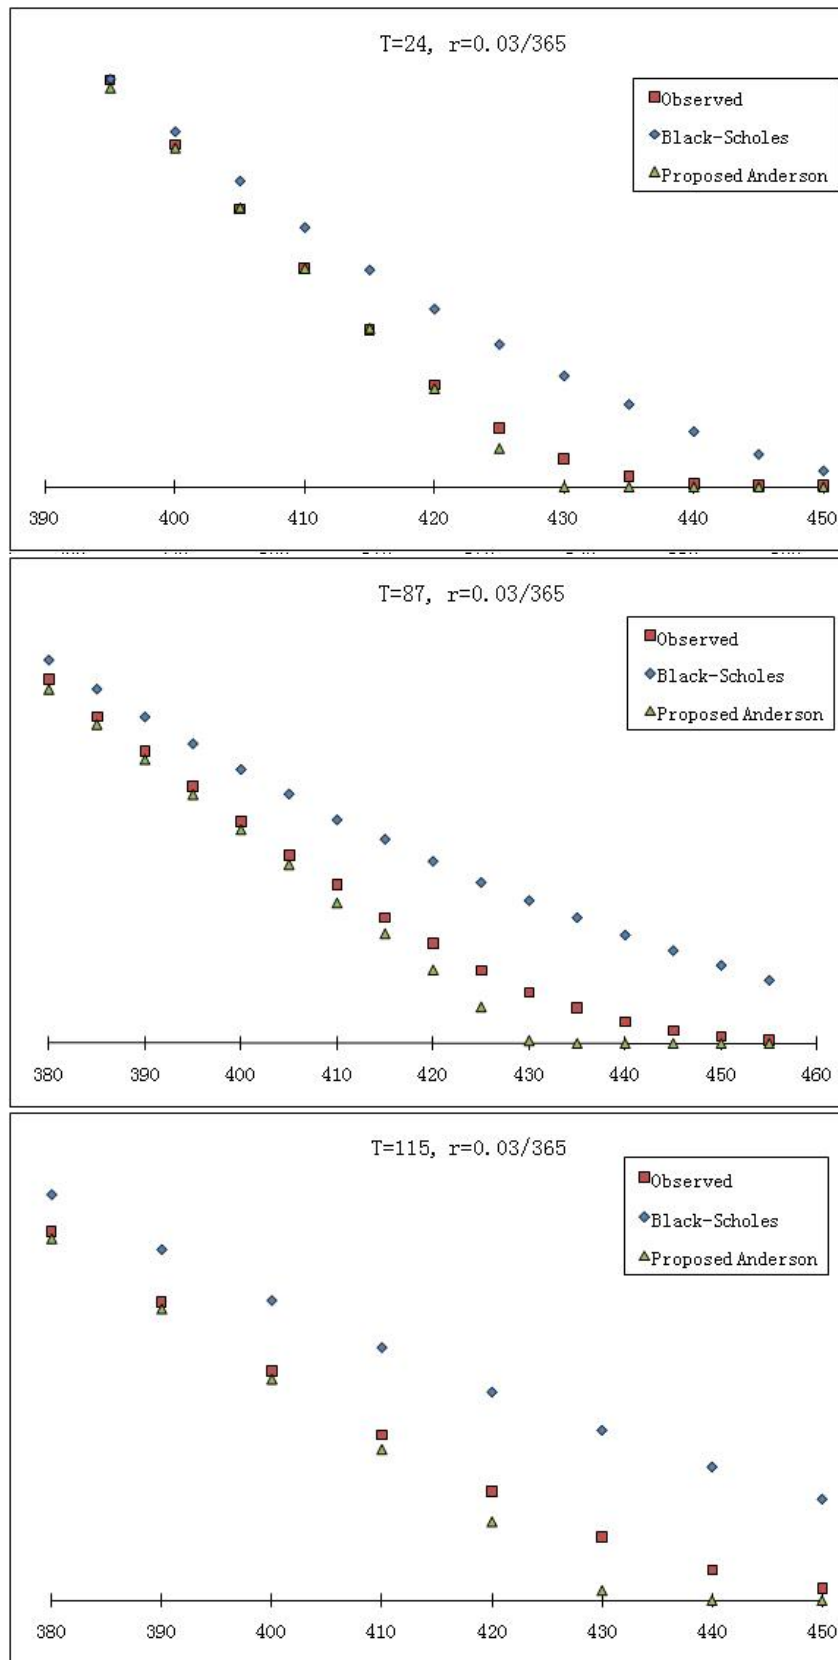 T=24, r=0.03/365
Observed
Black-Scholes
Proposed Anderson
390 400 410 420 430 440 450
T=87, r=0.03/365
Observed
Black-Scholes
Proposed Anderson
380 390 400 410 420 430 440 450 460
T=115, r=0.03/365
Observed
Black-Scholes
Proposed Anderson
380 390 400 410 420 430 440 450